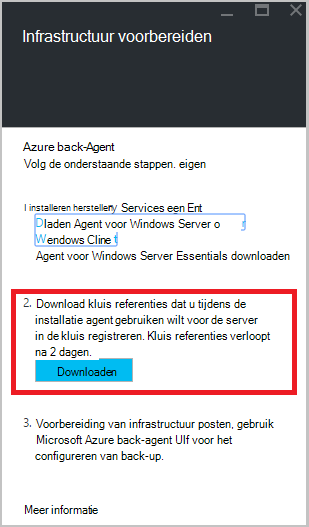 Infrastructuur voorbereiden
Azure back-Agent
Volg de onderstaande stappen. eigen
I installeren herstellery Services een Ent
Dladen Agent voor Windows Server o
Wendows Cline t
Agent voor Windows Server Essentials downloaden
2. Download kluis referenties dat u tijdens de
installatie agent gebruiken wilt voor de server
in de kluis registreren. Kluis referenties verloopt
na 2 dagen.
Downloaden
3. Voorbereiding van infrastructuur posten, gebruik
Microsoft Azure back-agent UIf voor het
configureren van back-up.
Meer informatie